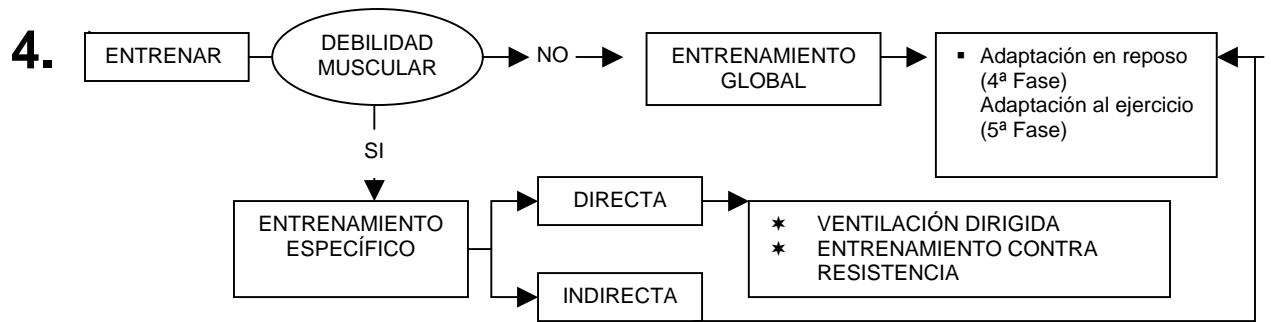 4.
ENTRENAR
DEBILIDAD
MUSCULAR
NO
ENTRENAMIENTO
GLOBAL
▪ Adaptación en reposo
(4ª Fase)
Adaptación al ejercicio
(5ª Fase)
SI
ENTRENAMIENTO
ESPECÍFICO
DIRECTA
✶ VENTILACIÓN DIRIGIDA
✶ ENTRENAMIENTO CONTRA
RESISTENCIA
INDIRECTA